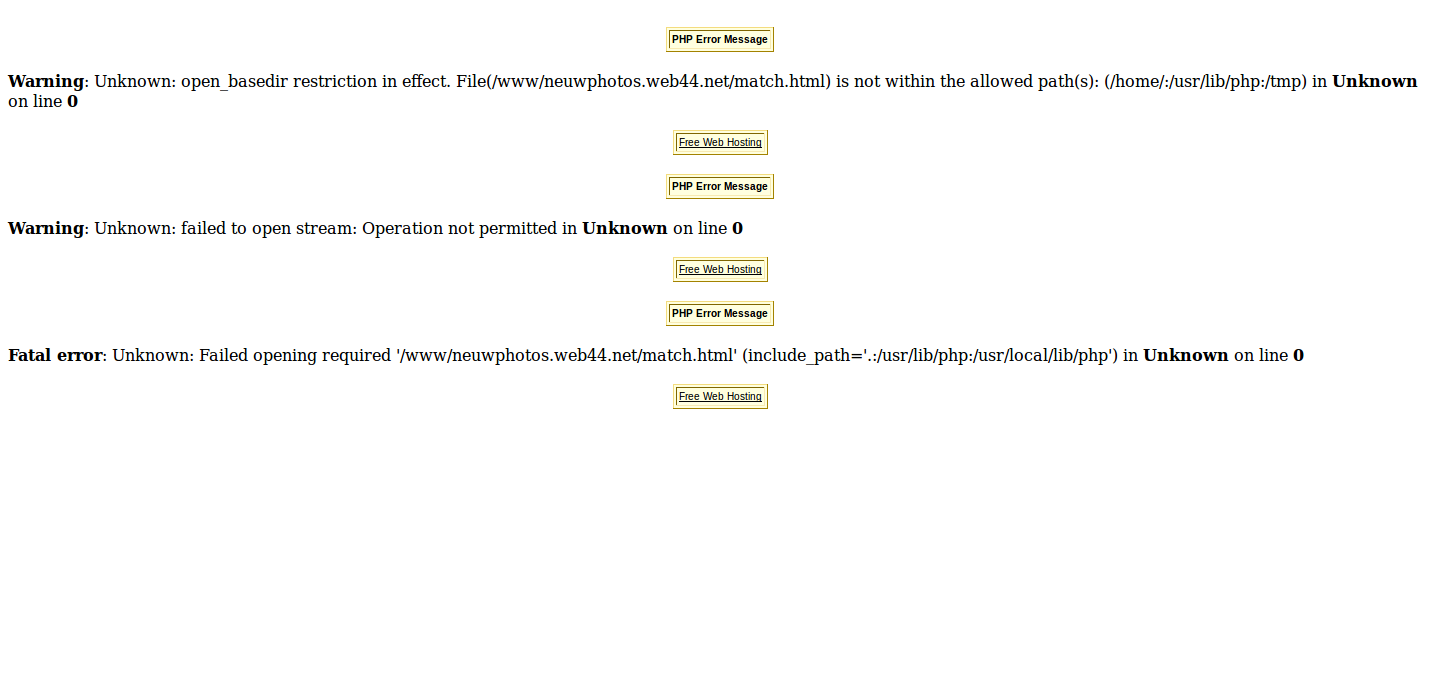 PHP Error Message
Warning: Unknown: open_basedir restriction in effect. File(/www/neuwphotos.web44.net/match.html) is not within the allowed path(s): (/home/:/usr/lib/php:/tmp) in Unknown
on line 0
Free Web Hosting
PHP Error Message
Warning: Unknown: failed to open stream: Operation not permitted in Unknown on line 0
Free Web Hosting
PHP Error Message
Fatal error: Unknown: Failed opening required '/www/neuwphotos.web44.net/match.html' (include_path='.:/usr/lib/php:/usr/local/lib/php') in Unknown on line 0
Free Web Hosting